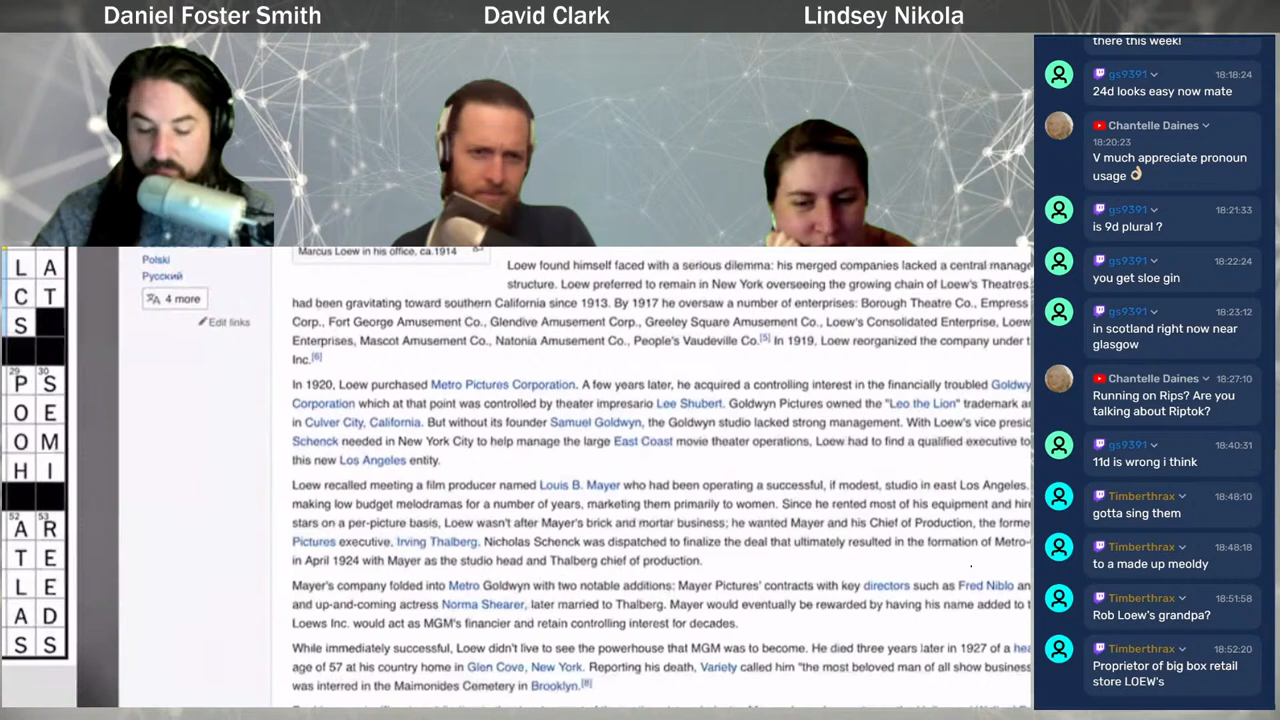 Daniel Foster Smith
David Clark
Lindsey Nikola
L A
C T
S
29 30
P S
O E
O M
H I
52 53
A R
T E
L E
A D
S S
Polski
Русский
4 more
Edit links
Marcus Loew in his office, ca.1914
Loew found himself faced with a serious dilemma: his merged companies lacked a central manage
structure. Loew preferred to remain in New York overseeing the growing chain of Loew's Theatres.
had been gravitating toward southern California since 1913. By 1917 he oversaw a number of enterprises: Borough Theatre Co., Empress
Corp., Fort George Amusement Co., Glendive Amusement Corp., Greeley Square Amusement Co., Loew's Consolidated Enterprise, Loew
Enterprises, Mascot Amusement Co., Natonia Amusement Co., People's Vaudeville Co.[5] In 1919, Loew reorganized the company under t
Inc.[6]
In 1920, Loew purchased Metro Pictures Corporation. A few years later, he acquired a controlling interest in the financially troubled Goldwy
Corporation which at that point was controlled by theater impresario Lee Shubert. Goldwyn Pictures owned the "Leo the Lion" trademark an
in Culver City, California. But without its founder Samuel Goldwyn, the Goldwyn studio lacked strong management. With Loew's vice presid
Schenck needed in New York City to help manage the large East Coast movie theater operations, Loew had to find a qualified executive to
this new Los Angeles entity.
Loew recalled meeting a film producer named Louis B. Mayer who had been operating a successful, if modest, studio in east Los Angeles.
making low budget melodramas for a number of years, marketing them primarily to women. Since he rented most of his equipment and hire
stars on a per-picture basis, Loew wasn't after Mayer's brick and mortar business; he wanted Mayer and his Chief of Production, the forme
Pictures executive, Irving Thalberg. Nicholas Schenck was dispatched to finalize the deal that ultimately resulted in the formation of Metro-
in April 1924 with Mayer as the studio head and Thalberg chief of production.
Mayer's company folded into Metro Goldwyn with two notable additions: Mayer Pictures' contracts with key directors such as Fred Niblo an
and up-and-coming actress Norma Shearer, later married to Thalberg. Mayer would eventually be rewarded by having his name added to t
Loews Inc. would act as MGM's financier and retain controlling interest for decades.
While immediately successful, Loew didn't live to see the powerhouse that MGM was to become. He died three years later in 1927 of a hea
age of 57 at his country home in Glen Cove, New York. Reporting his death, Variety called him "the most beloved man of all show business
was interred in the Maimonides Cemetery in Brooklyn.[8]
there this week!
gs9391 18:18:24
24d looks easy now mate
Chantelle Daines
18:20:23
V much appreciate pronoun
usage 👌🏼
gs9391 18:21:33
is 9d plural ?
gs9391 18:22:24
you get sloe gin
gs9391 18:23:12
in scotland right now near
glasgow
Chantelle Daines 18:27:10
Running on Rips? Are you
talking about Riptok?
gs9391 18:40:31
11d is wrong i think
Timberthrax 18:48:10
gotta sing them
Timberthrax 18:48:18
to a made up meoldy
Timberthrax 18:51:58
Rob Loew's grandpa?
Timberthrax 18:52:20
Proprietor of big box retail
store LOEW's